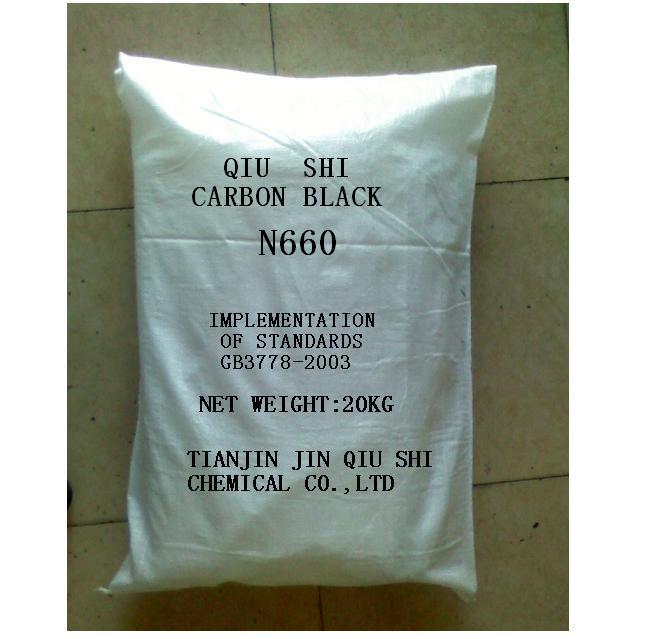 QIU SHI
CARBON BLACK
N660
IMPLEMENTATION
OF STANDARDS
GB3778-2003
NET WEIGHT:20KG
TIANJIN JIN QIU SHI
CHEMICAL CO.,LTD